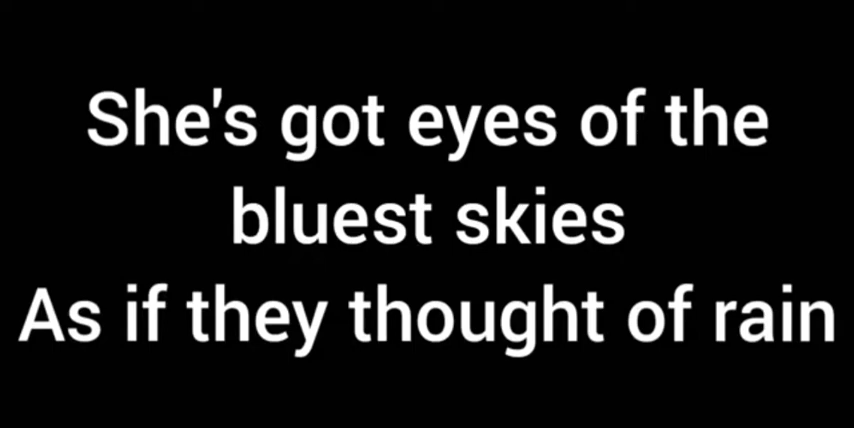 She's got eyes of the
bluest skies
As if they thought of rain